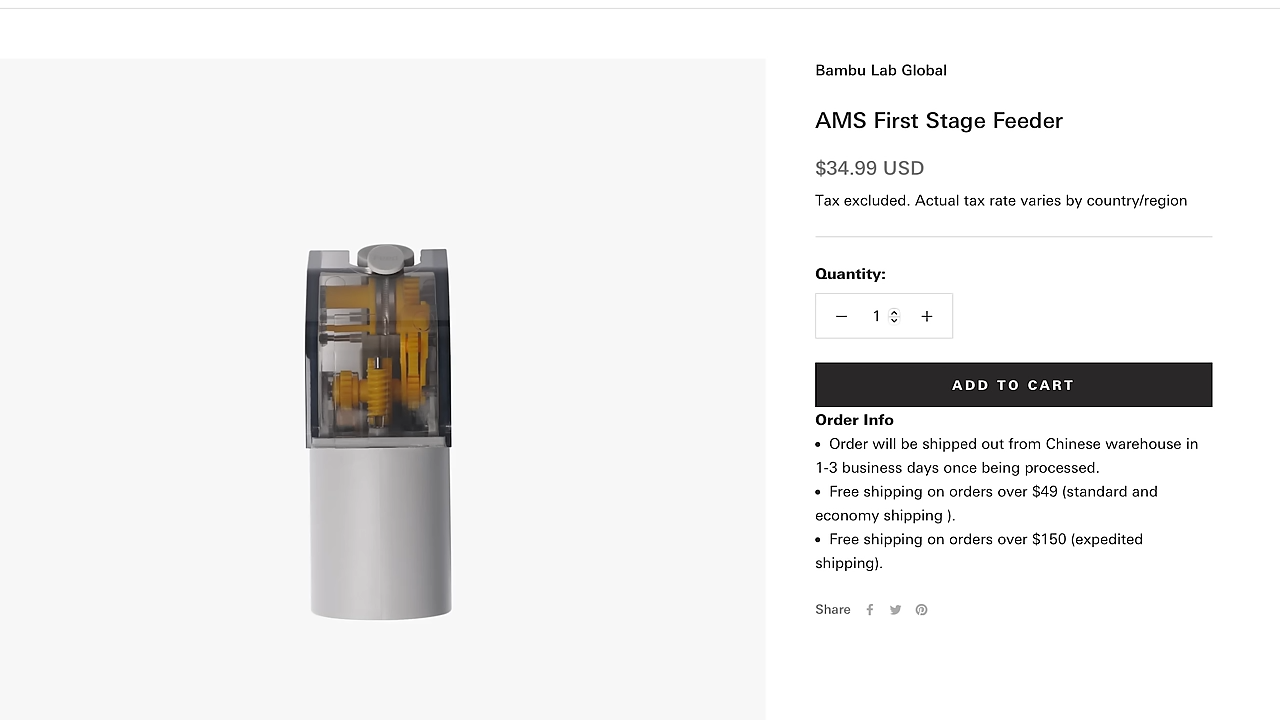 Bambu Lab Global
AMS First Stage Feeder
$34.99 USD
Tax excluded. Actual tax rate varies by country/region
Quantity:
− 1 +
ADD TO CART
Order Info
• Order will be shipped out from Chinese warehouse in
1-3 business days once being processed.
• Free shipping on orders over $49 (standard and
economy shipping ).
• Free shipping on orders over $150 (expedited
shipping).
Share